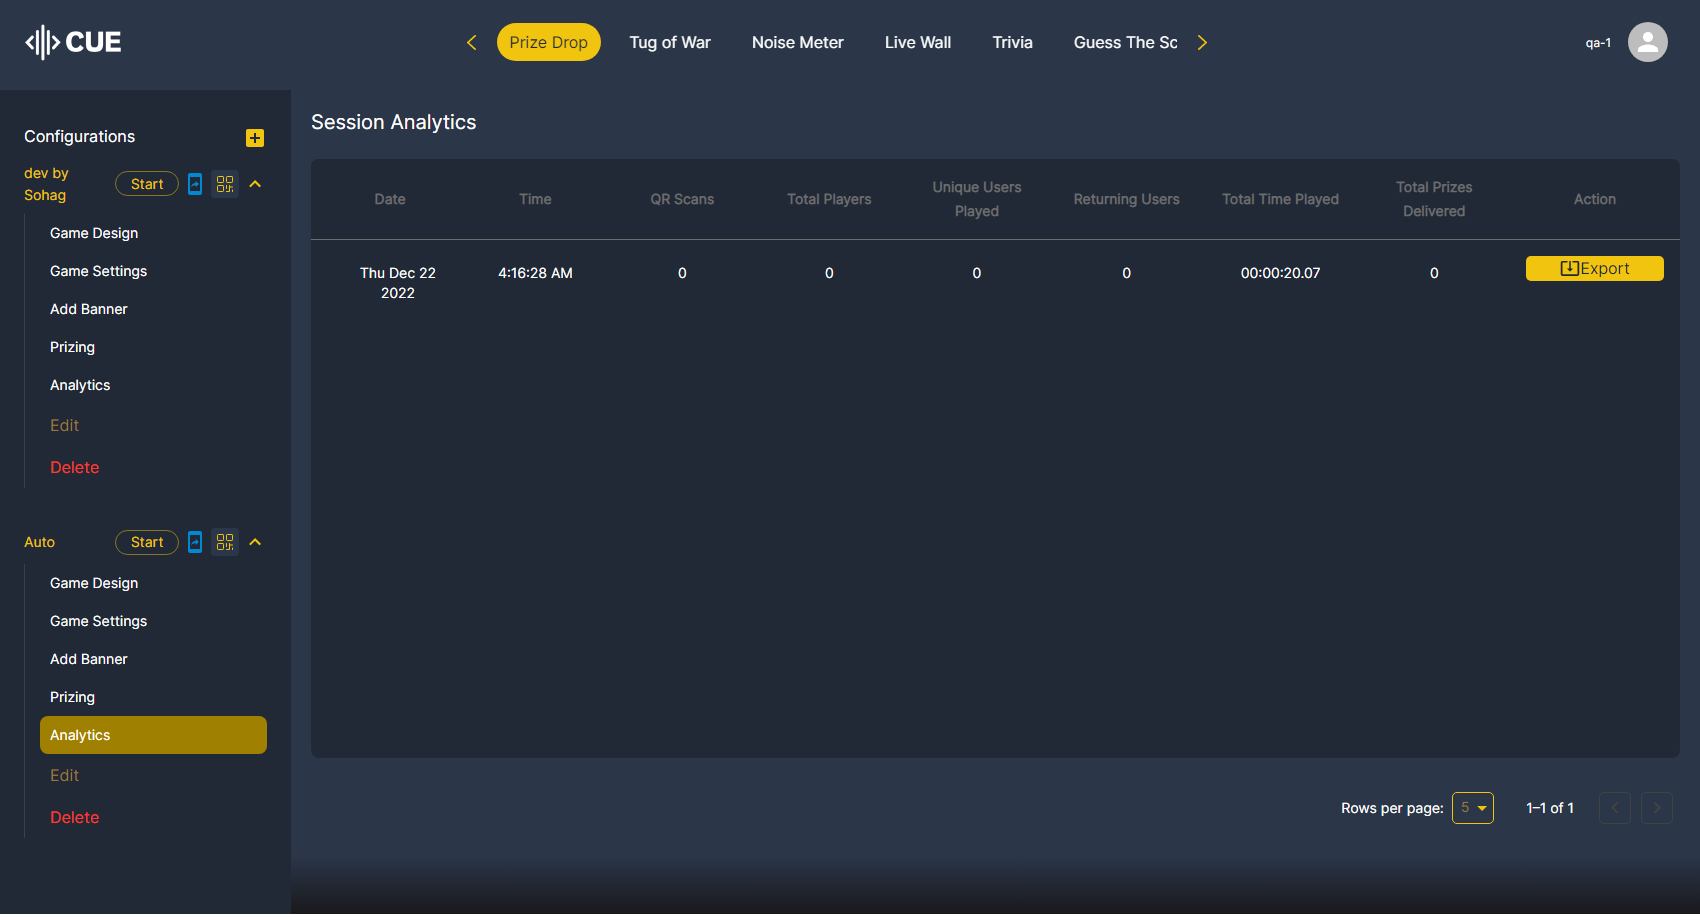 CUE
Prize Drop
Tug of War
Noise Meter
Live Wall
Trivia
Guess The Sc
qa-1
Configurations
dev by
Sohag
Start
Game Design
Game Settings
Add Banner
Prizing
Analytics
Edit
Delete
Auto
Start
Game Design
Game Settings
Add Banner
Prizing
Analytics
Edit
Delete
Session Analytics
Date
Time
QR Scans
Total Players
Unique Users
Played
Returning Users
Total Time Played
Total Prizes
Delivered
Action
Thu Dec 22
2022
4:16:28 AM
0
0
0
0
00:00:20.07
0
Export
Rows per page:
5
1–1 of 1